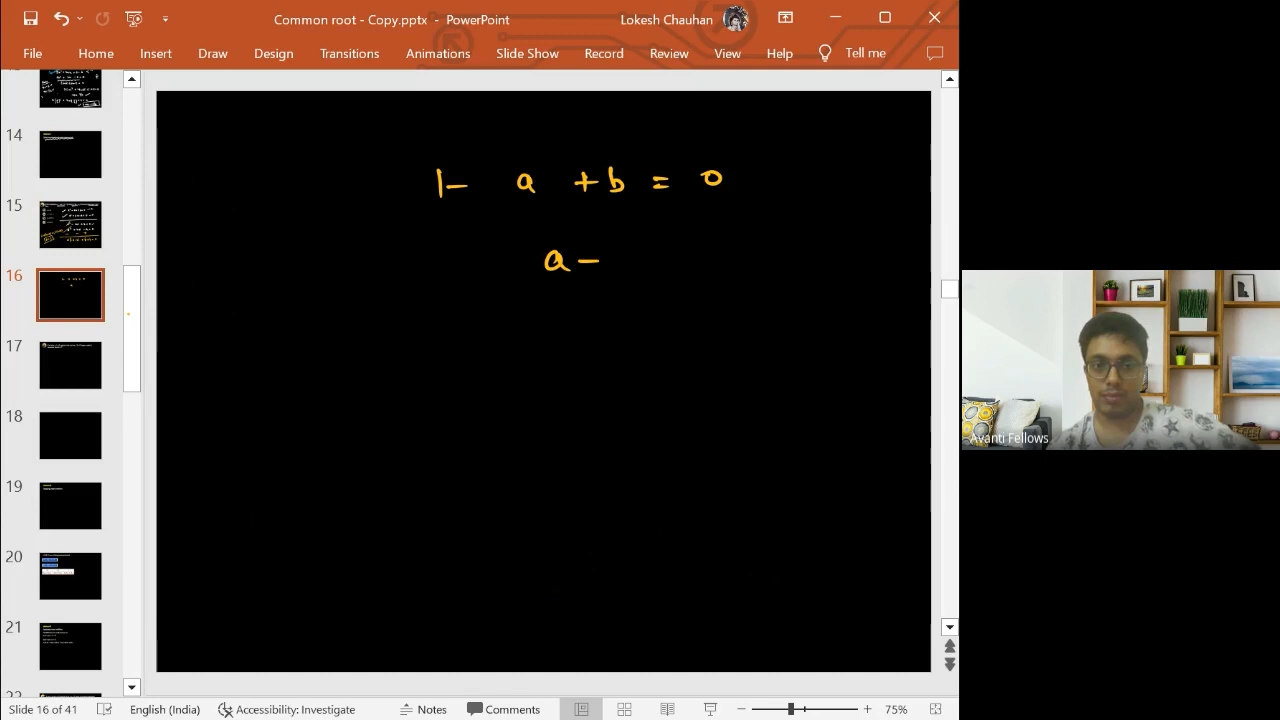 Common root - Copy.pptx - PowerPoint
Lokesh Chauhan
File Home Insert Draw Design Transitions Animations Slide Show Record Review View Help Tell me
14
15
16
17
18
19
20
21
1- a + b = 0
a -
Avanti Fellows
Slide 16 of 41 English (India) Accessibility: Investigate Notes Comments 75%